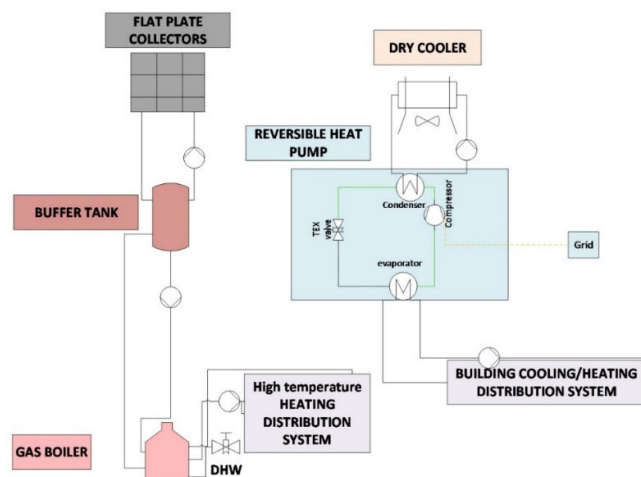 FLAT PLATE
COLLECTORS
DRY COOLER
REVERSIBLE HEAT
PUMP
Condenser
Compressor
TEX
valve
BUFFER TANK
Grid
evaporator
High temperature
HEATING
DISTRIBUTION
SYSTEM
BUILDING COOLING/HEATING
DISTRIBUTION SYSTEM
GAS BOILER
DHW